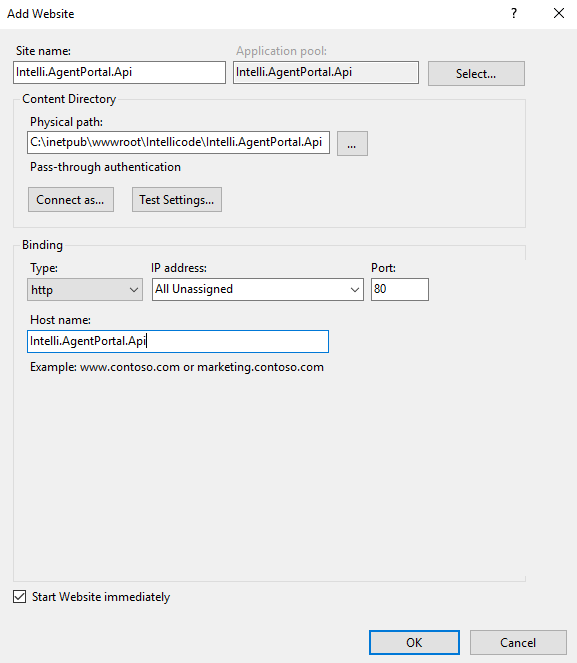 Add Website
?
Site name: Application pool:
Intelli.AgentPortal.Api Intelli.AgentPortal.Api Select...
Content Directory
Physical path:
C:\inetpub\wwwroot\Intellicode\Intelli.AgentPortal.Api ...
Pass-through authentication
Connect as... Test Settings...
Binding
Type: IP address: Port:
http All Unassigned 80
Host name:
Intelli.AgentPortal.Api
Example: www.contoso.com or marketing.contoso.com
Start Website immediately
OK Cancel